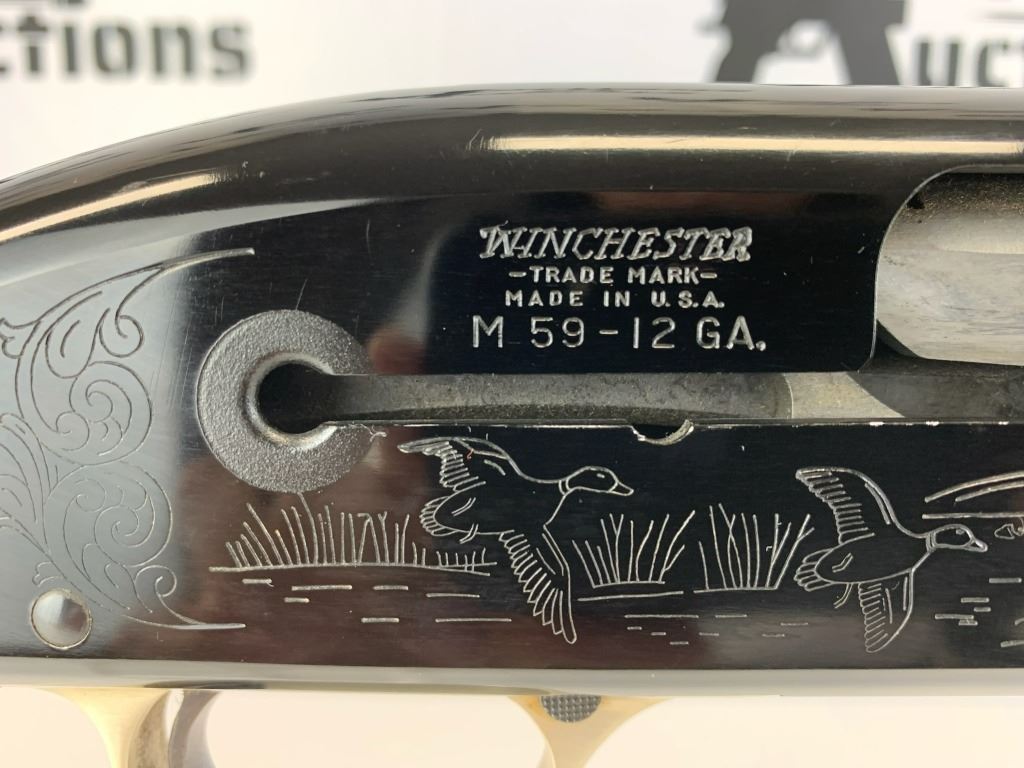 ctions
WINCHESTER
-TRADE MARK-
MADE IN U.S.A.
M 59-12 GA.